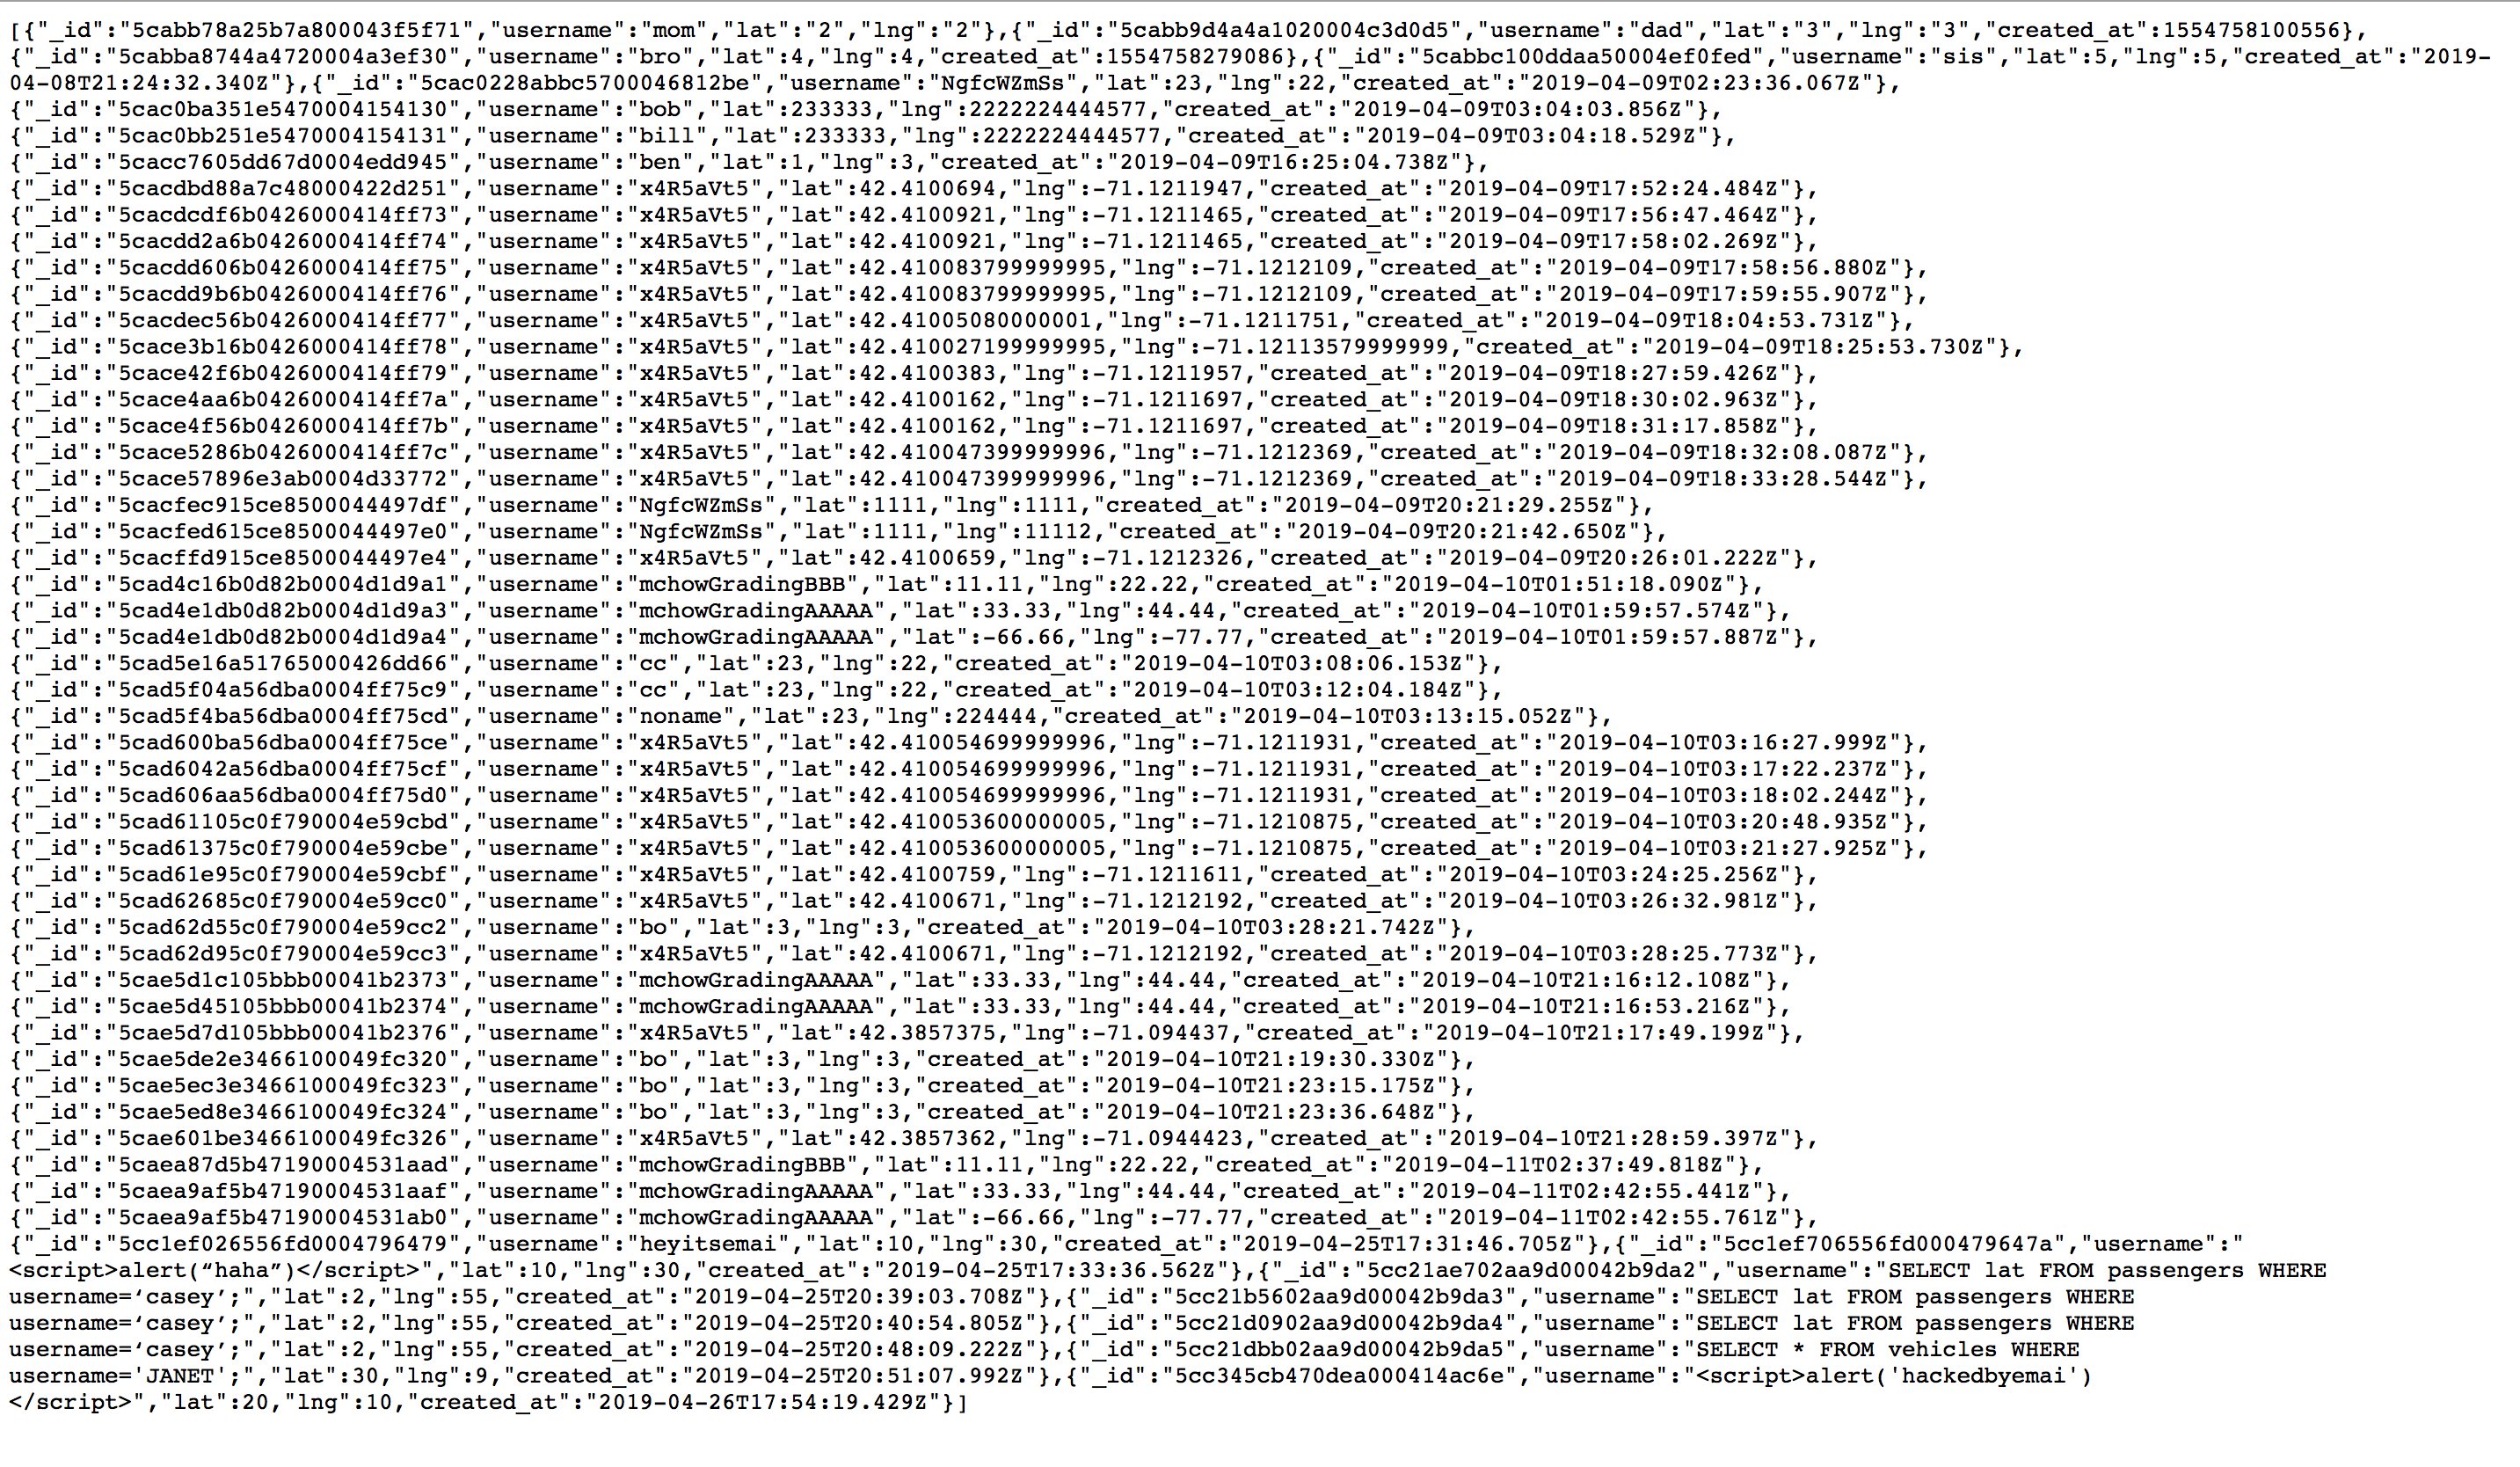 [{"_id":"5cabb78a25b7a800043f5f71","username":"mom","lat":"2","lng":"2"},{"_id":"5cabb9d4a4a1020004c3d0d5","username":"dad","lat":"3","lng":"3","created_at":1554758100556},
{"_id":"5cabba8744a4720004a3ef30","username":"bro","lat":4,"lng":4,"created_at":1554758279086},{"_id":"5cabbc100ddaa50004ef0fed","username":"sis","lat":5,"lng":5,"created_at":"2019-
04-08T21:24:32.340Z"},{"_id":"5cac0228abbc5700046812be","username":"NgfcWZmSs","lat":23,"lng":22,"created_at":"2019-04-09T02:23:36.067Z"},
{"_id":"5cac0ba351e5470004154130","username":"bob","lat":233333,"lng":2222224444577,"created_at":"2019-04-09T03:04:03.856Z"},
{"_id":"5cac0bb251e5470004154131","username":"bill","lat":233333,"lng":2222224444577,"created_at":"2019-04-09T03:04:18.529Z"},
{"_id":"5cacc7605dd67d0004edd945","username":"ben","lat":1,"lng":3,"created_at":"2019-04-09T16:25:04.738Z"},
{"_id":"5cacdbd88a7c48000422d251","username":"x4R5aVt5","lat":42.4100694,"lng":-71.1211947,"created_at":"2019-04-09T17:52:24.484Z"},
{"_id":"5cacdcdf6b0426000414ff73","username":"x4R5aVt5","lat":42.4100921,"lng":-71.1211465,"created_at":"2019-04-09T17:56:47.464Z"},
{"_id":"5cacdd2a6b0426000414ff74","username":"x4R5aVt5","lat":42.4100921,"lng":-71.1211465,"created_at":"2019-04-09T17:58:02.269Z"},
{"_id":"5cacdd606b0426000414ff75","username":"x4R5aVt5","lat":42.410083799999995,"lng":-71.1212109,"created_at":"2019-04-09T17:58:56.880Z"},
{"_id":"5cacdd9b6b0426000414ff76","username":"x4R5aVt5","lat":42.410083799999995,"lng":-71.1212109,"created_at":"2019-04-09T17:59:55.907Z"},
{"_id":"5cacdec56b0426000414ff77","username":"x4R5aVt5","lat":42.41005080000001,"lng":-71.1211751,"created_at":"2019-04-09T18:04:53.731Z"},
{"_id":"5cace3b16b0426000414ff78","username":"x4R5aVt5","lat":42.410027199999995,"lng":-71.12113579999999,"created_at":"2019-04-09T18:25:53.730Z"},
{"_id":"5cace42f6b0426000414ff79","username":"x4R5aVt5","lat":42.4100383,"lng":-71.1211957,"created_at":"2019-04-09T18:27:59.426Z"},
{"_id":"5cace4aa6b0426000414ff7a","username":"x4R5aVt5","lat":42.4100162,"lng":-71.1211697,"created_at":"2019-04-09T18:30:02.963Z"},
{"_id":"5cace4f56b0426000414ff7b","username":"x4R5aVt5","lat":42.4100162,"lng":-71.1211697,"created_at":"2019-04-09T18:31:17.858Z"},
{"_id":"5cace5286b0426000414ff7c","username":"x4R5aVt5","lat":42.410047399999996,"lng":-71.1212369,"created_at":"2019-04-09T18:32:08.087Z"},
{"_id":"5cace57896e3ab0004d33772","username":"x4R5aVt5","lat":42.410047399999996,"lng":-71.1212369,"created_at":"2019-04-09T18:33:28.544Z"},
{"_id":"5cacfec915ce8500044497df","username":"NgfcWZmSs","lat":1111,"lng":1111,"created_at":"2019-04-09T20:21:29.255Z"},
{"_id":"5cacfed615ce8500044497e0","username":"NgfcWZmSs","lat":1111,"lng":11112,"created_at":"2019-04-09T20:21:42.650Z"},
{"_id":"5cacffd915ce8500044497e4","username":"x4R5aVt5","lat":42.4100659,"lng":-71.1212326,"created_at":"2019-04-09T20:26:01.222Z"},
{"_id":"5cad4c16b0d82b0004d1d9a1","username":"mchowGradingBBB","lat":11.11,"lng":22.22,"created_at":"2019-04-10T01:51:18.090Z"},
{"_id":"5cad4e1db0d82b0004d1d9a3","username":"mchowGradingAAAAA","lat":33.33,"lng":44.44,"created_at":"2019-04-10T01:59:57.574Z"},
{"_id":"5cad4e1db0d82b0004d1d9a4","username":"mchowGradingAAAAA","lat":-66.66,"lng":-77.77,"created_at":"2019-04-10T01:59:57.887Z"},
{"_id":"5cad5e16a51765000426dd66","username":"cc","lat":23,"lng":22,"created_at":"2019-04-10T03:08:06.153Z"},
{"_id":"5cad5f04a56dba0004ff75c9","username":"cc","lat":23,"lng":22,"created_at":"2019-04-10T03:12:04.184Z"},
{"_id":"5cad5f4ba56dba0004ff75cd","username":"noname","lat":23,"lng":224444,"created_at":"2019-04-10T03:13:15.052Z"},
{"_id":"5cad600ba56dba0004ff75ce","username":"x4R5aVt5","lat":42.410054699999996,"lng":-71.1211931,"created_at":"2019-04-10T03:16:27.999Z"},
{"_id":"5cad6042a56dba0004ff75cf","username":"x4R5aVt5","lat":42.410054699999996,"lng":-71.1211931,"created_at":"2019-04-10T03:17:22.237Z"},
{"_id":"5cad606aa56dba0004ff75d0","username":"x4R5aVt5","lat":42.410054699999996,"lng":-71.1211931,"created_at":"2019-04-10T03:18:02.244Z"},
{"_id":"5cad61105c0f790004e59cbd","username":"x4R5aVt5","lat":42.410053600000005,"lng":-71.1210875,"created_at":"2019-04-10T03:20:48.935Z"},
{"_id":"5cad61375c0f790004e59cbe","username":"x4R5aVt5","lat":42.410053600000005,"lng":-71.1210875,"created_at":"2019-04-10T03:21:27.925Z"},
{"_id":"5cad61e95c0f790004e59cbf","username":"x4R5aVt5","lat":42.4100759,"lng":-71.1211611,"created_at":"2019-04-10T03:24:25.256Z"},
{"_id":"5cad62685c0f790004e59cc0","username":"x4R5aVt5","lat":42.4100671,"lng":-71.1212192,"created_at":"2019-04-10T03:26:32.981Z"},
{"_id":"5cad62d55c0f790004e59cc2","username":"bo","lat":3,"lng":3,"created_at":"2019-04-10T03:28:21.742Z"},
{"_id":"5cad62d95c0f790004e59cc3","username":"x4R5aVt5","lat":42.4100671,"lng":-71.1212192,"created_at":"2019-04-10T03:28:25.773Z"},
{"_id":"5cae5d1c105bbb00041b2373","username":"mchowGradingAAAAA","lat":33.33,"lng":44.44,"created_at":"2019-04-10T21:16:12.108Z"},
{"_id":"5cae5d45105bbb00041b2374","username":"mchowGradingAAAAA","lat":33.33,"lng":44.44,"created_at":"2019-04-10T21:16:53.216Z"},
{"_id":"5cae5d7d105bbb00041b2376","username":"x4R5aVt5","lat":42.3857375,"lng":-71.094437,"created_at":"2019-04-10T21:17:49.199Z"},
{"_id":"5cae5de2e3466100049fc320","username":"bo","lat":3,"lng":3,"created_at":"2019-04-10T21:19:30.330Z"},
{"_id":"5cae5ec3e3466100049fc323","username":"bo","lat":3,"lng":3,"created_at":"2019-04-10T21:23:15.175Z"},
{"_id":"5cae5ed8e3466100049fc324","username":"bo","lat":3,"lng":3,"created_at":"2019-04-10T21:23:36.648Z"},
{"_id":"5cae601be3466100049fc326","username":"x4R5aVt5","lat":42.3857362,"lng":-71.0944423,"created_at":"2019-04-10T21:28:59.397Z"},
{"_id":"5caea87d5b47190004531aad","username":"mchowGradingBBB","lat":11.11,"lng":22.22,"created_at":"2019-04-11T02:37:49.818Z"},
{"_id":"5caea9af5b47190004531aaf","username":"mchowGradingAAAAA","lat":33.33,"lng":44.44,"created_at":"2019-04-11T02:42:55.441Z"},
{"_id":"5caea9af5b47190004531ab0","username":"mchowGradingAAAAA","lat":-66.66,"lng":-77.77,"created_at":"2019-04-11T02:42:55.761Z"},
{"_id":"5cc1ef026556fd0004796479","username":"heyitsemai","lat":10,"lng":30,"created_at":"2019-04-25T17:31:46.705Z"},{"_id":"5cc1ef706556fd000479647a","username":"
<script>alert(“haha”)</script>","lat":10,"lng":30,"created_at":"2019-04-25T17:33:36.562Z"},{"_id":"5cc21ae702aa9d00042b9da2","username":"SELECT lat FROM passengers WHERE
username=‘casey’;","lat":2,"lng":55,"created_at":"2019-04-25T20:39:03.708Z"},{"_id":"5cc21b5602aa9d00042b9da3","username":"SELECT lat FROM passengers WHERE
username=‘casey’;","lat":2,"lng":55,"created_at":"2019-04-25T20:40:54.805Z"},{"_id":"5cc21d0902aa9d00042b9da4","username":"SELECT lat FROM passengers WHERE
username=‘casey’;","lat":2,"lng":55,"created_at":"2019-04-25T20:48:09.222Z"},{"_id":"5cc21dbb02aa9d00042b9da5","username":"SELECT * FROM vehicles WHERE
username='JANET';","lat":30,"lng":9,"created_at":"2019-04-25T20:51:07.992Z"},{"_id":"5cc345cb470dea000414ac6e","username":"<script>alert('hackedbyemai')
</script>","lat":20,"lng":10,"created_at":"2019-04-26T17:54:19.429Z"}]